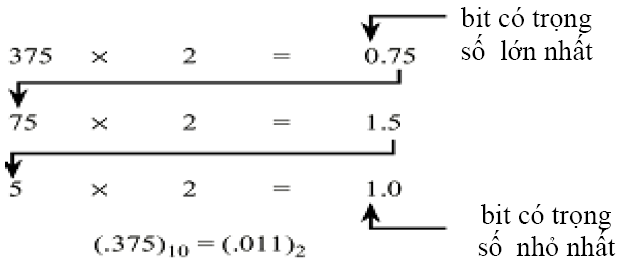 bit có trọng
số lớn nhất
375 × 2 = 0.75
75 × 2 = 1.5
5 × 2 = 1.0
bit có trọng
số nhỏ nhất
(.375)10 = (.011)2